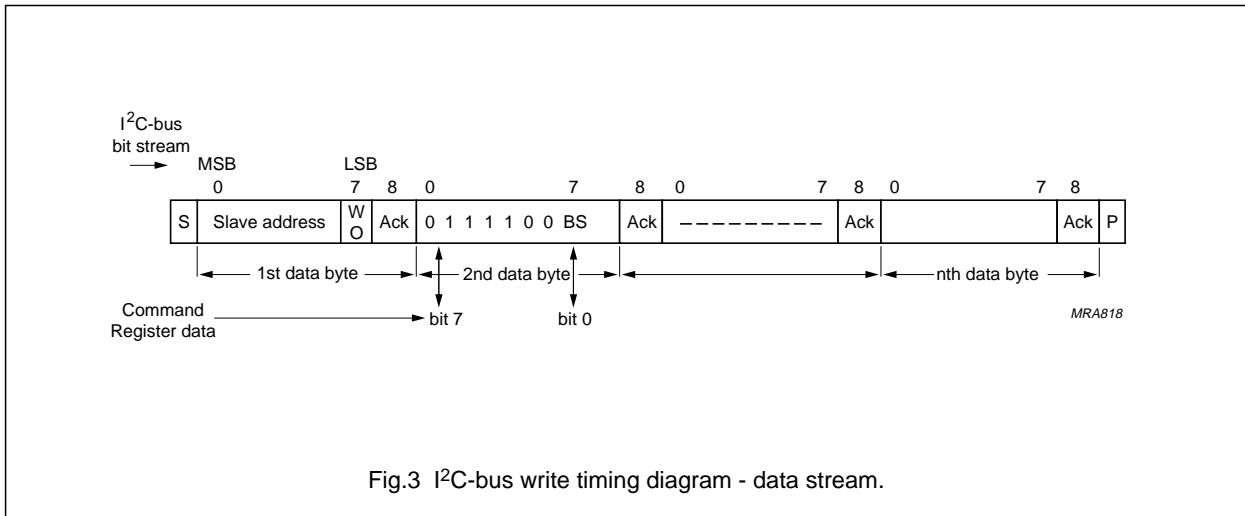 I2C-bus
bit stream
MSB LSB
0 7 8 0 7 8 0 7 8 0 7 8
S Slave address W O Ack 0 1 1 1 1 0 0 BS Ack – – – – – – – – – Ack Ack P
1st data byte 2nd data byte nth data byte
Command
Register data
bit 7 bit 0
MRA818
Fig.3 I2C-bus write timing diagram - data stream.